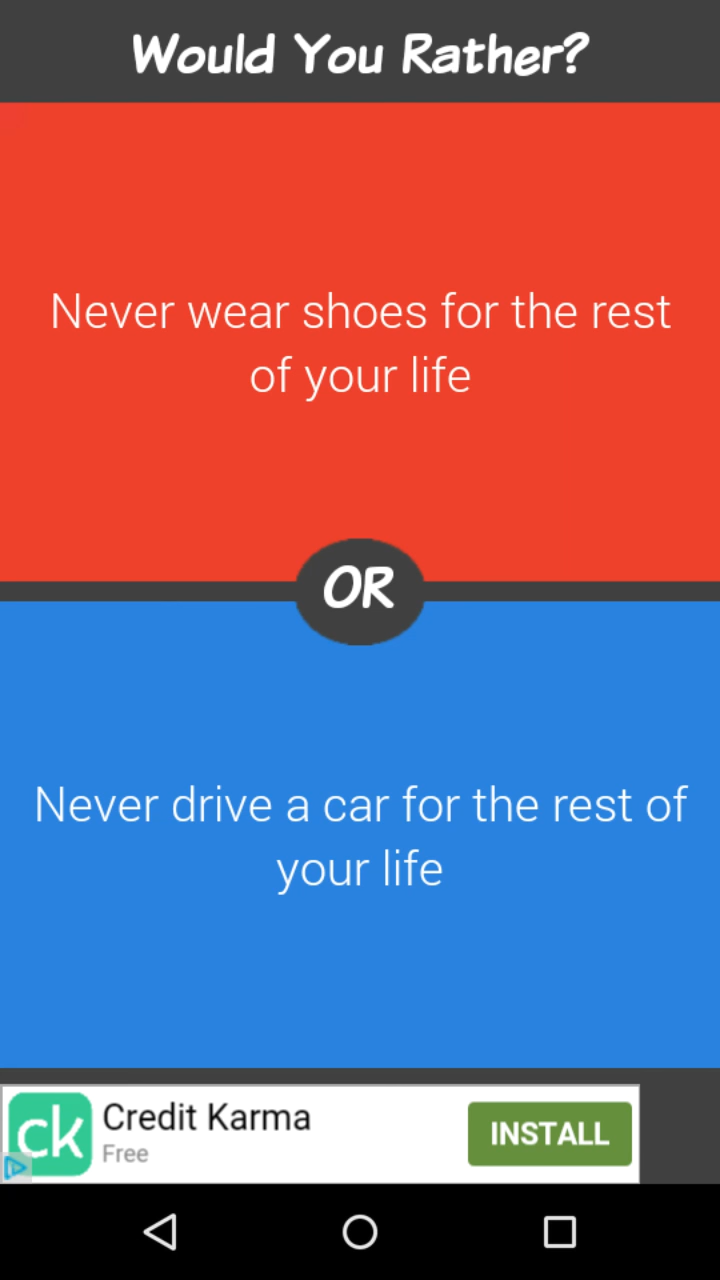 Would You Rather?
Never wear shoes for the rest
of your life
OR
Never drive a car for the rest of
your life
ck
Credit Karma
Free
INSTALL